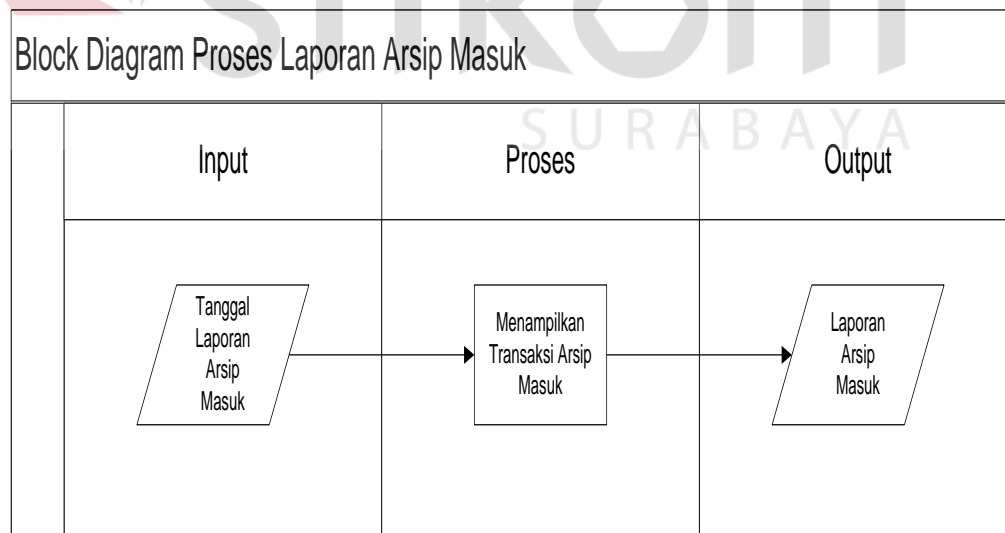 Block Diagram Proses Laporan Arsip Masuk
SURABAYA
Input
Proses
Output
Tanggal
Laporan
Arsip
Masuk
Menampilkan
Transaksi Arsip
Masuk
Laporan
Arsip
Masuk